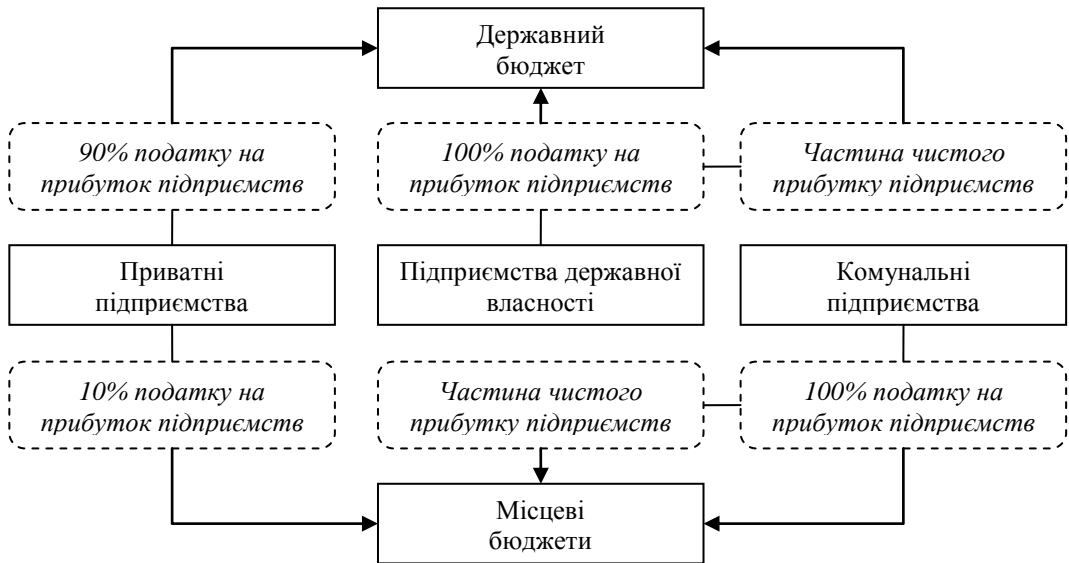 Державний
бюджет
90% податку на
прибуток підприємств
100% податку на
прибуток підприємств
Частина чистого
прибутку підприємств
Приватні
підприємства
Підприємства державної
власності
Комунальні
підприємства
10% податку на
прибуток підприємств
Частина чистого
прибутку підприємств
100% податку на
прибуток підприємств
Місцеві
бюджети